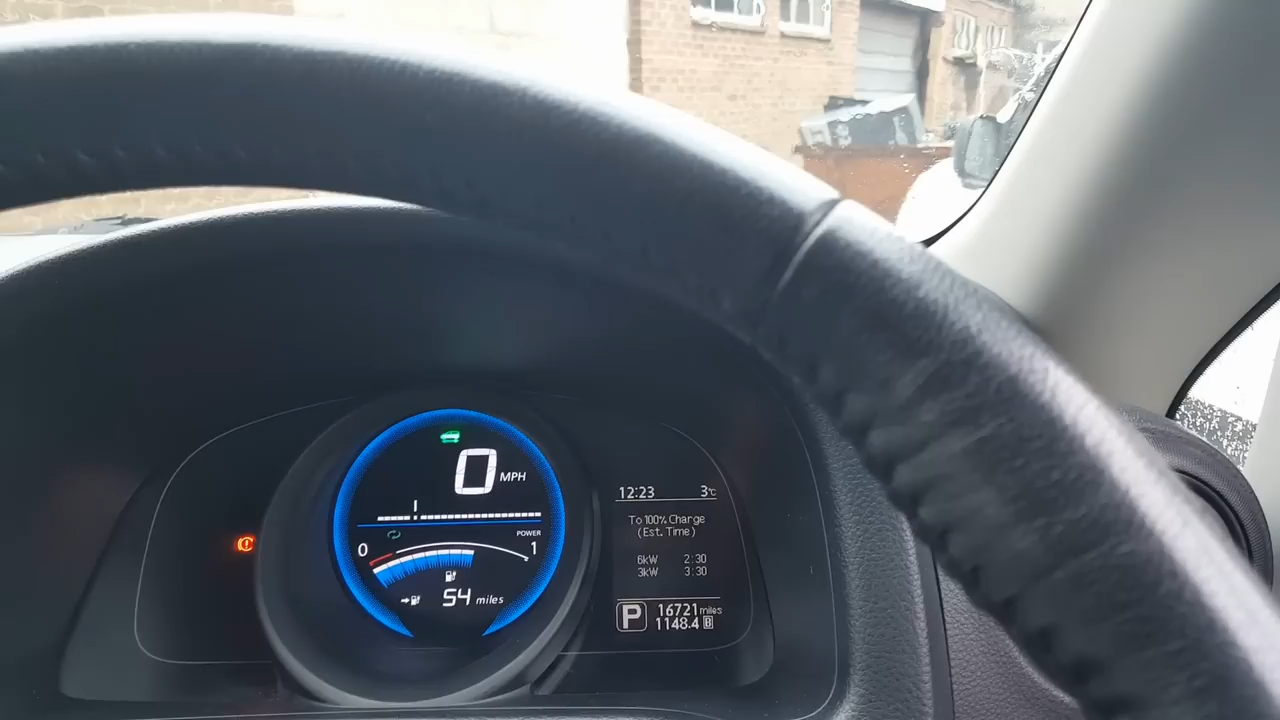 0 MPH
POWER
0 1
54 miles
12:23 3℃
To 100% Charge
(Est. Time)
6kW 2:30
3kW 3:30
P
16721 miles
1148.4 B